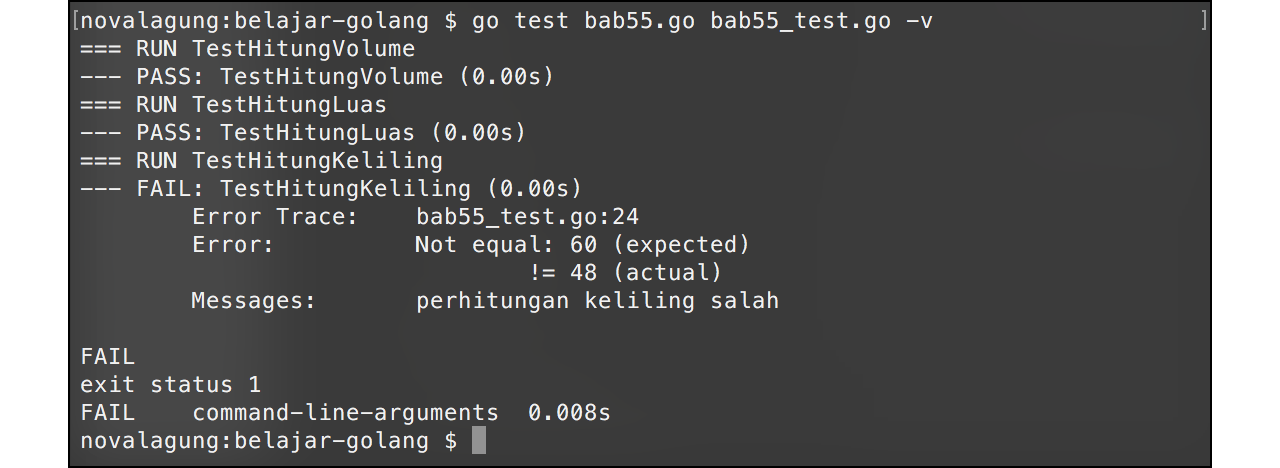 [novalagung:belajar-golang $ go test bab55.go bab55_test.go -v ]
=== RUN TestHitungVolume
--- PASS: TestHitungVolume (0.00s)
=== RUN TestHitungLuas
--- PASS: TestHitungLuas (0.00s)
=== RUN TestHitungKeliling
--- FAIL: TestHitungKeliling (0.00s)
Error Trace: bab55_test.go:24
Error: Not equal: 60 (expected)
!= 48 (actual)
Messages: perhitungan keliling salah
FAIL
exit status 1
FAIL command-line-arguments 0.008s
novalagung:belajar-golang $